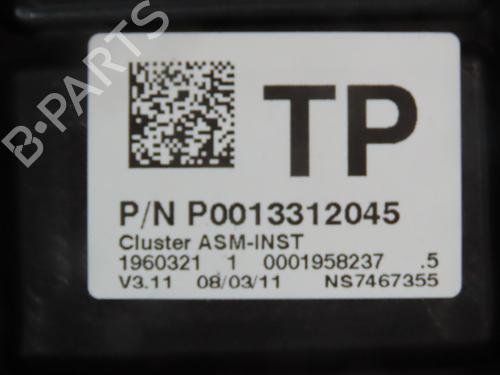 B-PARTS
TP
P/N P0013312045
Cluster ASM-INST
1960321 1 0001958237 .5
V3.11 08/03/11 NS7467355